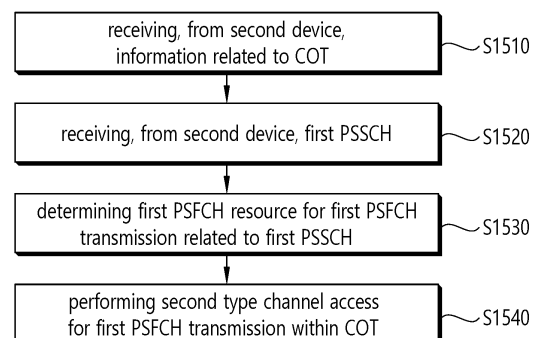 receiving, from second device,
information related to COT
S1510
receiving, from second device, first PSSCH
S1520
determining first PSFCH resource for first PSFCH
transmission related to first PSSCH
S1530
performing second type channel access
for first PSFCH transmission within COT
S1540